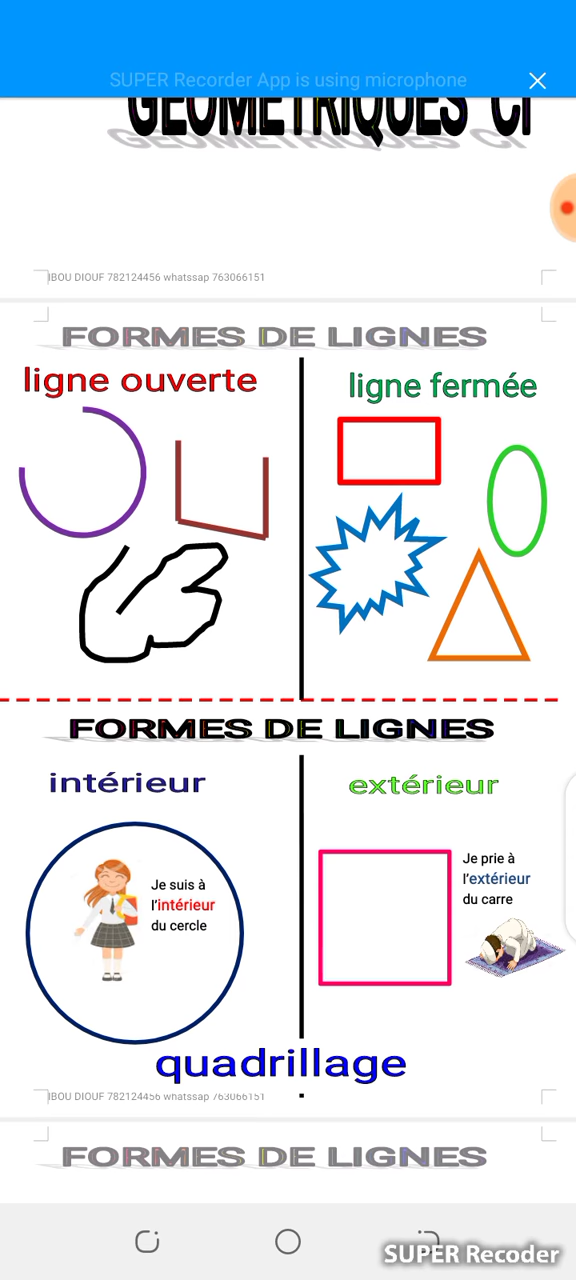 SUPER Recorder App is using microphone
GEOMETRIQUES CI
IBOU DIOUF 782124456 whatssap 763066151
FORMES DE LIGNES
ligne ouverte
ligne fermée
FORMES DE LIGNES
intérieur
extérieur
Je suis à
l'intérieur
du cercle
Je prie à
l'extérieur
du carre
quadrillage
IBOU DIOUF 782124456 whatssap 763066151
FORMES DE LIGNES
SUPER Recoder